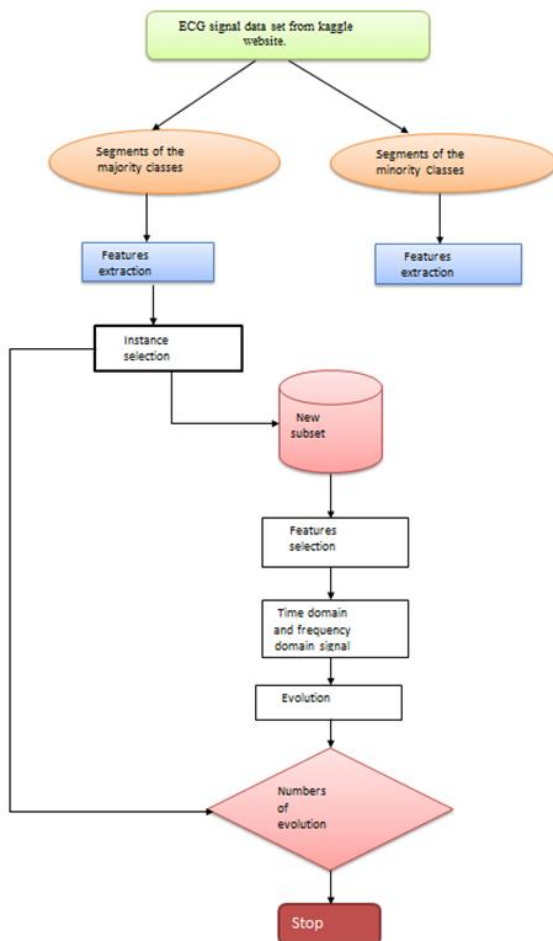 ECG signal data set from kaggle
website.
Segments of the
majority classes
Segments of the
minority Classes
Features
extraction
Features
extraction
Instance
selection
New
subset
Features
selection
Time domain
and frequency
domain signal
Evolution
Numbers
of
evolution
Stop